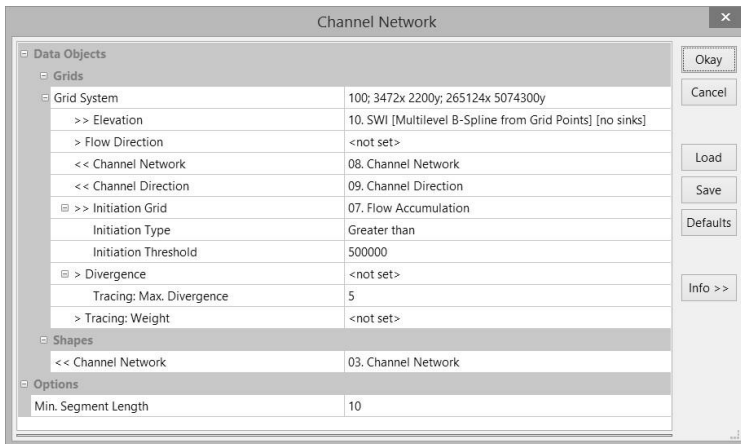 Channel Network
Data Objects
Grids
Grid System 100; 3472x 2200y; 265124x 5074300y
>> Elevation 10. SWI [Multilevel B-Spline from Grid Points] [no sinks]
> Flow Direction <not set>
<< Channel Network 08. Channel Network
<< Channel Direction 09. Channel Direction
>> Initiation Grid 07. Flow Accumulation
Initiation Type Greater than
Initiation Threshold 500000
> Divergence <not set>
Tracing: Max. Divergence 5
> Tracing: Weight <not set>
Shapes
<< Channel Network 03. Channel Network
Options
Min. Segment Length 10
Okay
Cancel
Load
Save
Defaults
Info >>